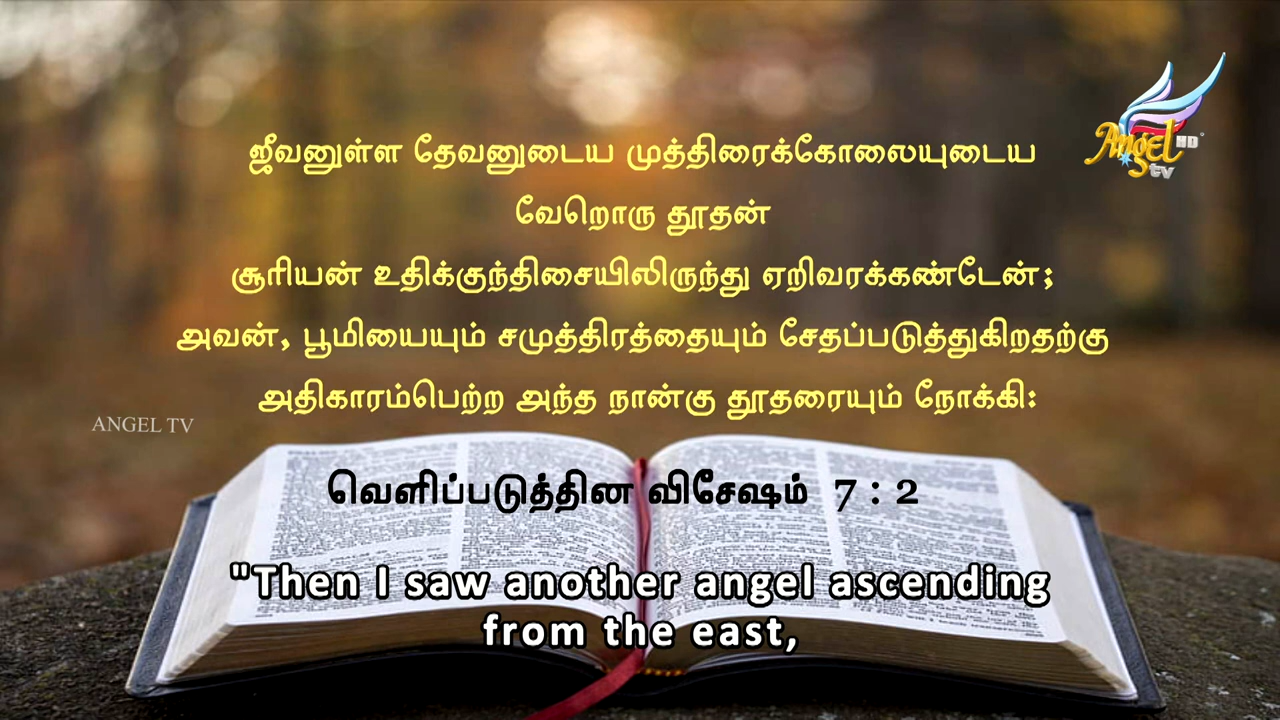 ஜீவனுள்ள தேவனுடைய முத்திரைக்கோலையுடைய
வேறொரு தூதன்
சூரியன் உதிக்குந்திசையிலிருந்து ஏறிவரக்கண்டேன்;
அவன், பூமியையும் சமுத்திரத்தையும் சேதப்படுத்துகிறதற்கு
அதிகாரம்பெற்ற அந்த நான்கு தூதரையும் நோக்கி:
வெளிப்படுத்தின விசேஷம் 7 : 2
"Then I saw another angel ascending
from the east,
ANGEL TV
Angel HD
tv